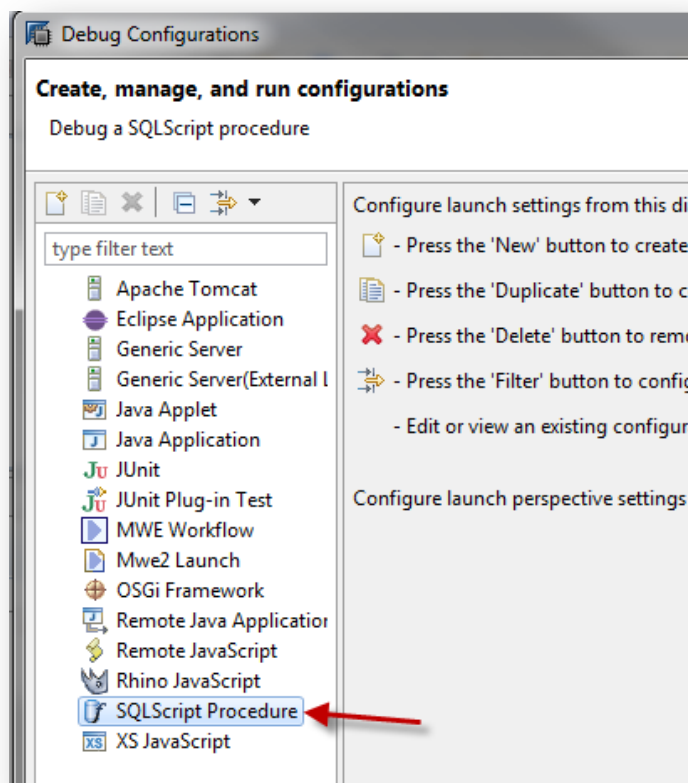 Debug Configurations
Create, manage, and run configurations
Debug a SQLScript procedure
type filter text
Apache Tomcat
Eclipse Application
Generic Server
Generic Server(External L
Java Applet
Java Application
JUnit
JUnit Plug-in Test
MWE Workflow
Mwe2 Launch
OSGi Framework
Remote Java Application
Remote JavaScript
Rhino JavaScript
SQLScript Procedure
XS JavaScript
Configure launch settings from this di
- Press the 'New' button to create
- Press the 'Duplicate' button to c
- Press the 'Delete' button to remo
- Press the 'Filter' button to config
- Edit or view an existing configur
Configure launch perspective settings